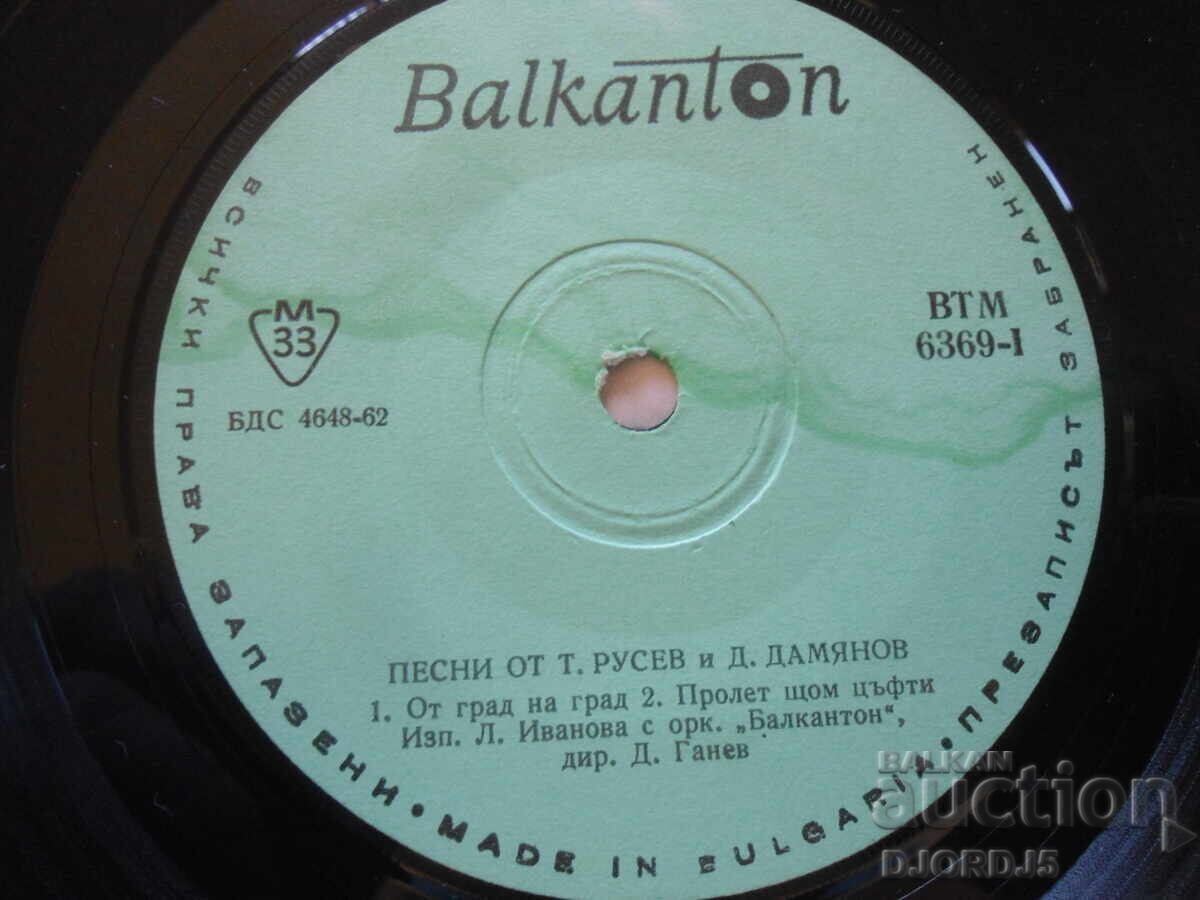 Balkanton
ВСИЧКИ ПРАВА ЗАПАЗЕНИ • MADE IN BULGARIA • ПРЕЗАПИСЪТ ЗАБРАНЕН
М
33
БДС 4648-62
ВТМ
6369-I
ПЕСНИ ОТ Т. РУСЕВ и Д. ДАМЯНОВ
1. От град на град 2. Пролет щом цъфти
Изп. Л. Иванова с орк. „Балкантон“,
дир. Д. Ганев
BALKAN
auction
DJORDJ5